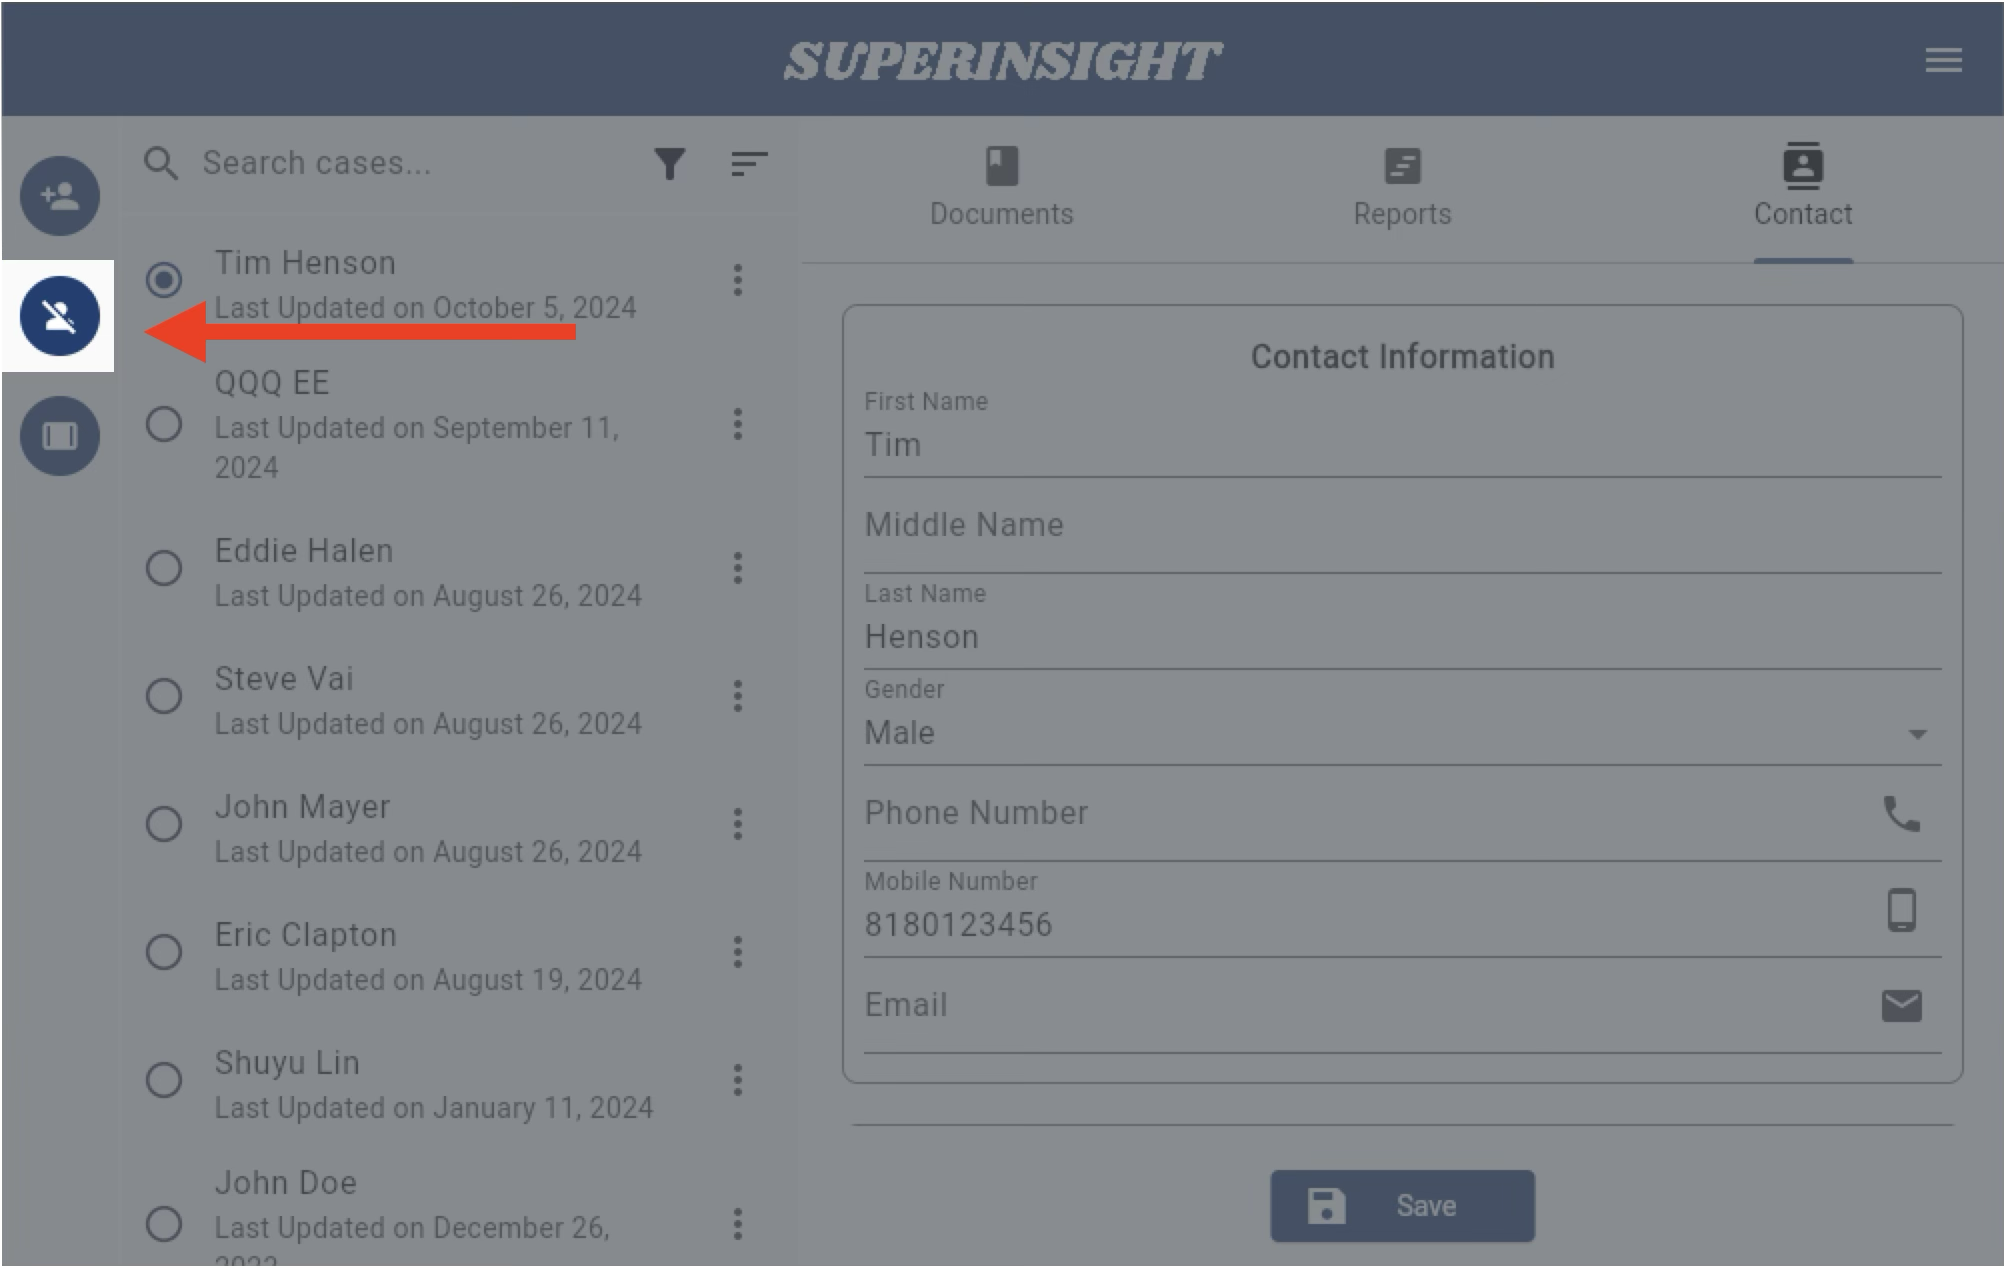 SUPERINSIGHT
Search cases...
Tim Henson
Last Updated on October 5, 2024
QQQ EE
Last Updated on September 11,
2024
Eddie Halen
Last Updated on August 26, 2024
Steve Vai
Last Updated on August 26, 2024
John Mayer
Last Updated on August 26, 2024
Eric Clapton
Last Updated on August 19, 2024
Shuyu Lin
Last Updated on January 11, 2024
John Doe
Last Updated on December 26,
Documents
Reports
Contact
Contact Information
First Name
Tim
Middle Name
Last Name
Henson
Gender
Male
Phone Number
Mobile Number
8180123456
Email
Save